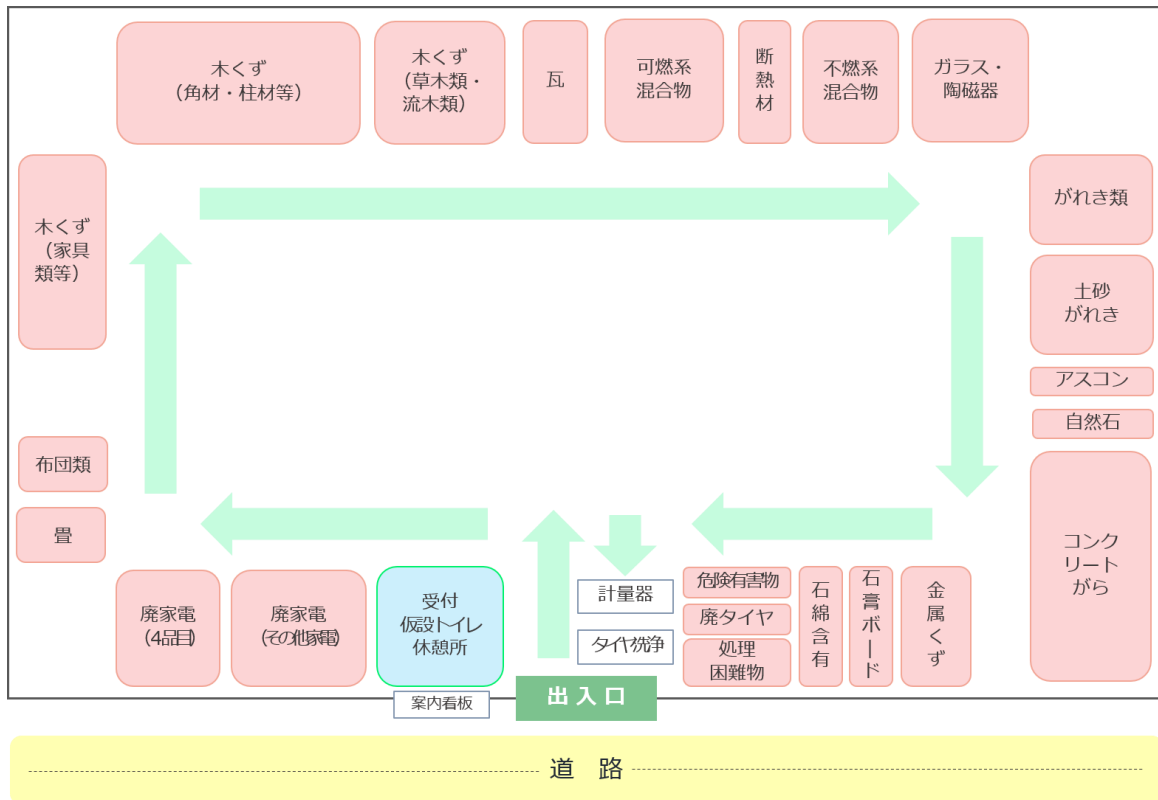 木くず
（角材・柱材等）
木くず
（草木類・
流木類）
瓦
可燃系
混合物
断熱材
不燃系
混合物
ガラス・
陶磁器
木くず
（家具
類等）
がれき類
土砂
がれき
アスコン
自然石
布団類
畳
コンク
リート
がら
廃家電
（4品目）
廃家電
（その他家電）
受付
仮設トイレ
休憩所
計量器
タイヤ洗浄
危険有害物
廃タイヤ
処理
困難物
石綿含有
石膏ボード
金属くず
案内看板
出入口
道　路